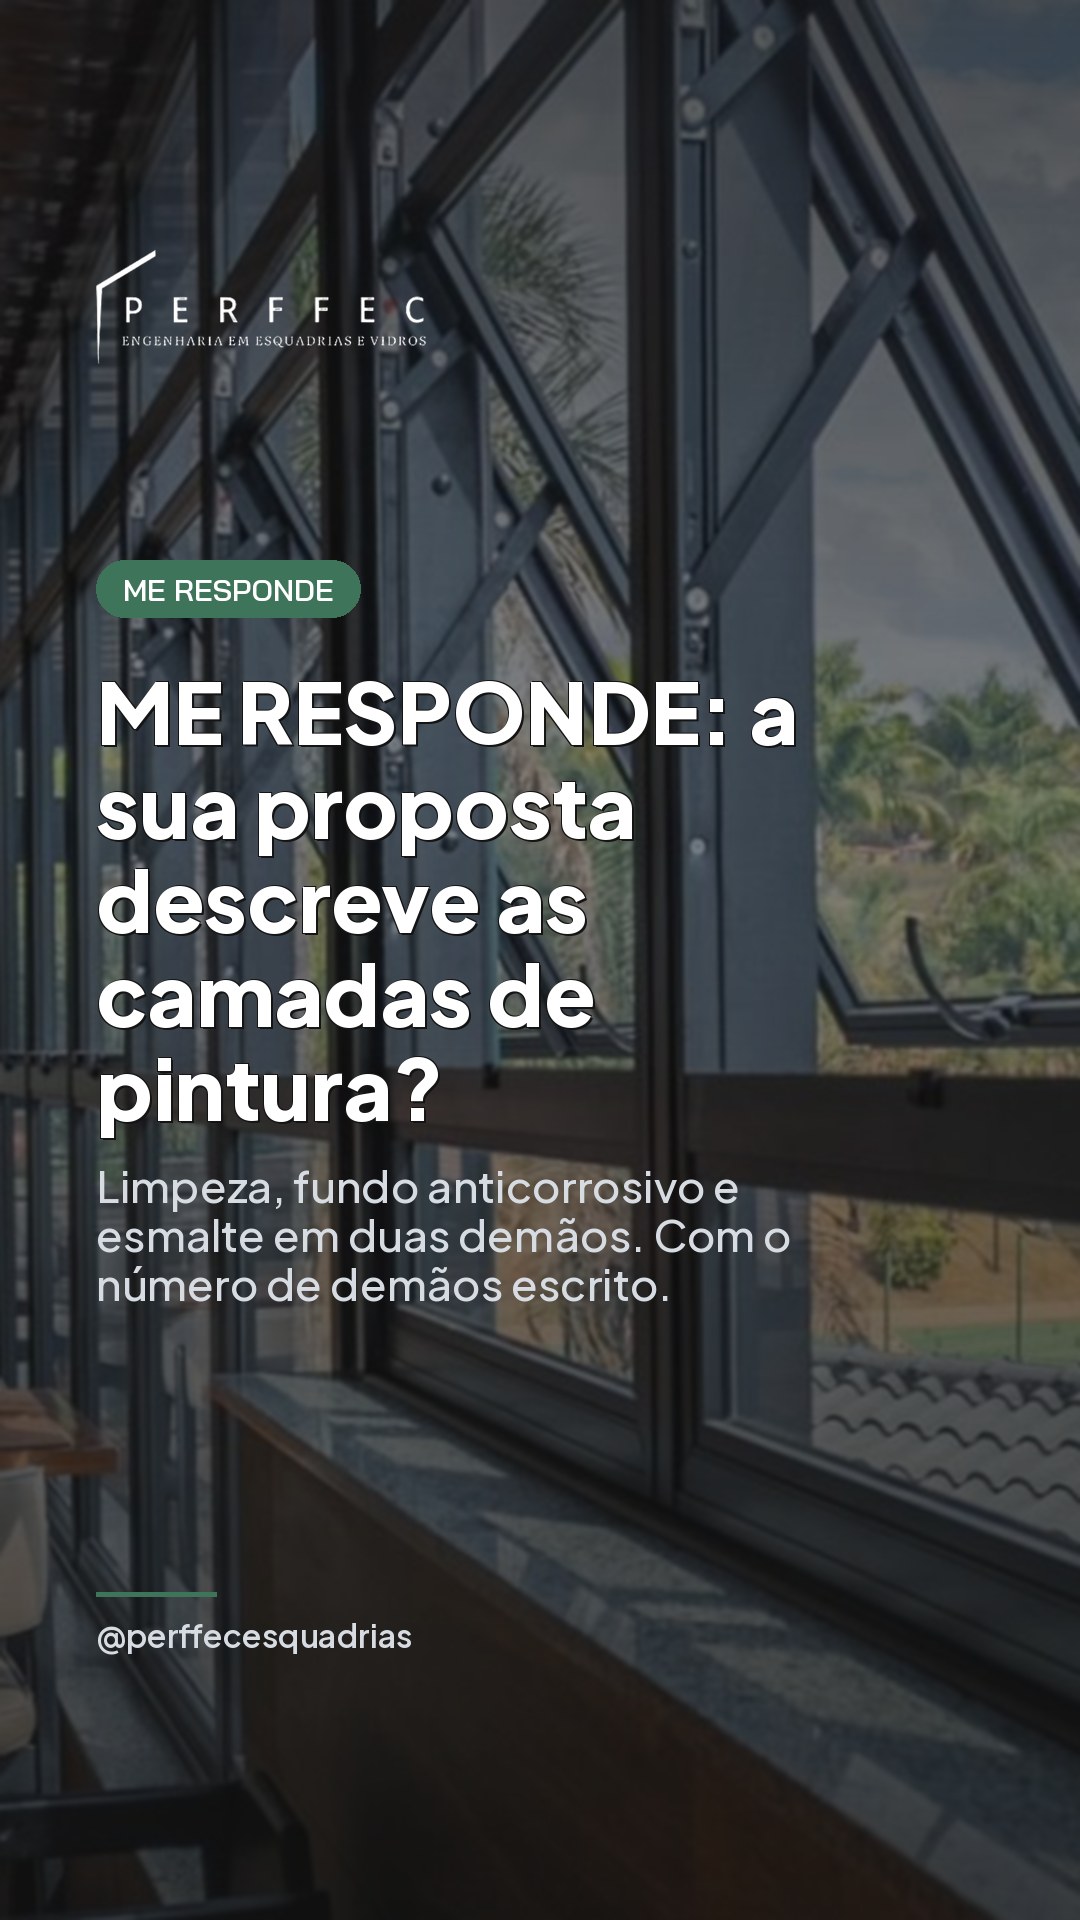 PERFFEC
ENGENHARIA EM ESQUADRIAS E VIDROS
ME RESPONDE
ME RESPONDE: a
sua proposta
descreve as
camadas de
pintura?
Limpeza, fundo anticorrosivo e
esmalte em duas demãos. Com o
número de demãos escrito.
@perffecesquadrias